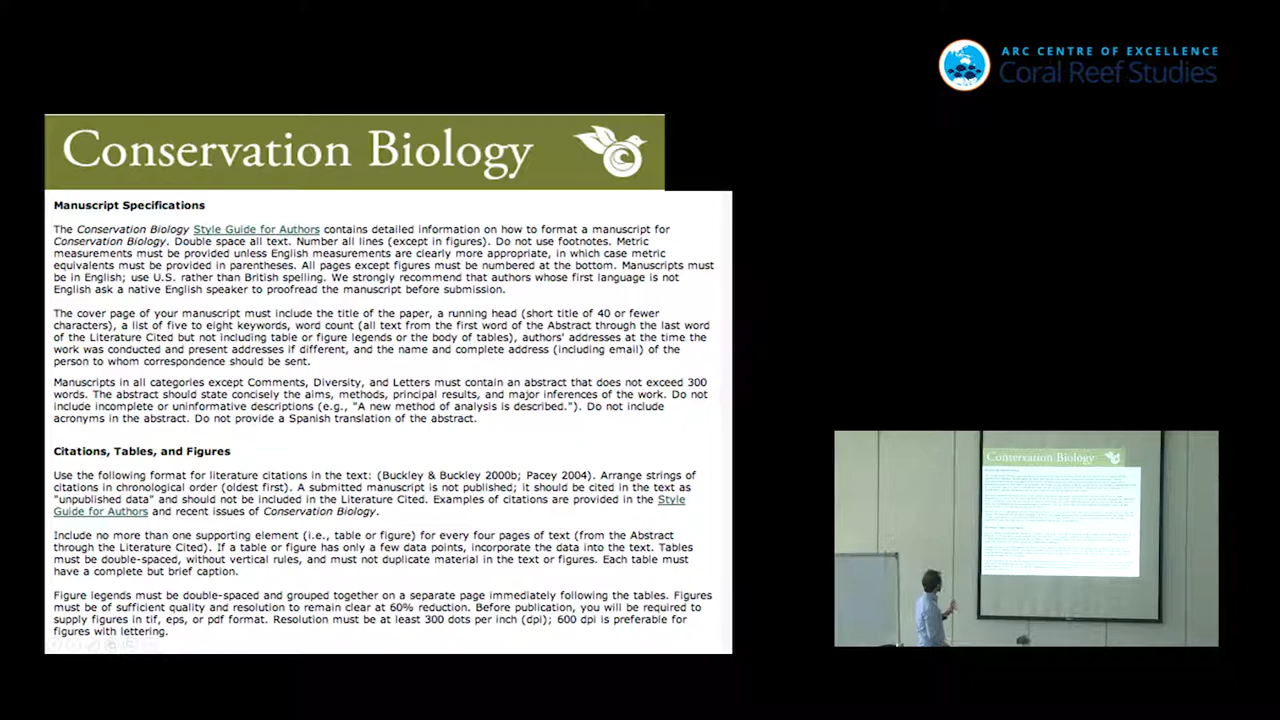 ARC CENTRE OF EXCELLENCE
Coral Reef Studies
Conservation Biology
Manuscript Specifications
The Conservation Biology Style Guide for Authors contains detailed information on how to format a manuscript for
Conservation Biology. Double space all text. Number all lines (except in figures). Do not use footnotes. Metric
measurements must be provided unless English measurements are clearly more appropriate, in which case metric
equivalents must be provided in parentheses. All pages except figures must be numbered at the bottom. Manuscripts must
be in English; use U.S. rather than British spelling. We strongly recommend that authors whose first language is not
English ask a native English speaker to proofread the manuscript before submission.
The cover page of your manuscript must include the title of the paper, a running head (short title of 40 or fewer
characters), a list of five to eight keywords, word count (all text from the first word of the Abstract through the last word
of the Literature Cited but not including table or figure legends or the body of tables), authors' addresses at the time the
work was conducted and present addresses if different, and the name and complete address (including email) of the
person to whom correspondence should be sent.
Manuscripts in all categories except Comments, Diversity, and Letters must contain an abstract that does not exceed 300
words. The abstract should state concisely the aims, methods, principal results, and major inferences of the work. Do not
include incomplete or uninformative descriptions (e.g., "A new method of analysis is described."). Do not include
acronyms in the abstract. Do not provide a Spanish translation of the abstract.
Citations, Tables, and Figures
Use the following format for literature citations in the text: (Buckley & Buckley 2000b; Pacey 2004). Arrange strings of
citations in chronological order (oldest first). A submitted manuscript is not published; it should be cited in the text as
"unpublished data" and should not be included in the Literature Cited. Examples of citations are provided in the Style
Guide for Authors and recent issues of Conservation Biology.
Include no more than one supporting element (i.e., table or figure) for every four pages of text (from the Abstract
through the Literature Cited). If a table or figure has only a few data points, incorporate the data into the text. Tables
must be double-spaced, without vertical rules, and must not duplicate material in the text or figures. Each table must
have a complete but brief caption.
Figure legends must be double-spaced and grouped together on a separate page immediately following the tables. Figures
must be of sufficient quality and resolution to remain clear at 60% reduction. Before publication, you will be required to
supply figures in tif, eps, or pdf format. Resolution must be at least 300 dots per inch (dpi); 600 dpi is preferable for
figures with lettering.
Conservation Biology